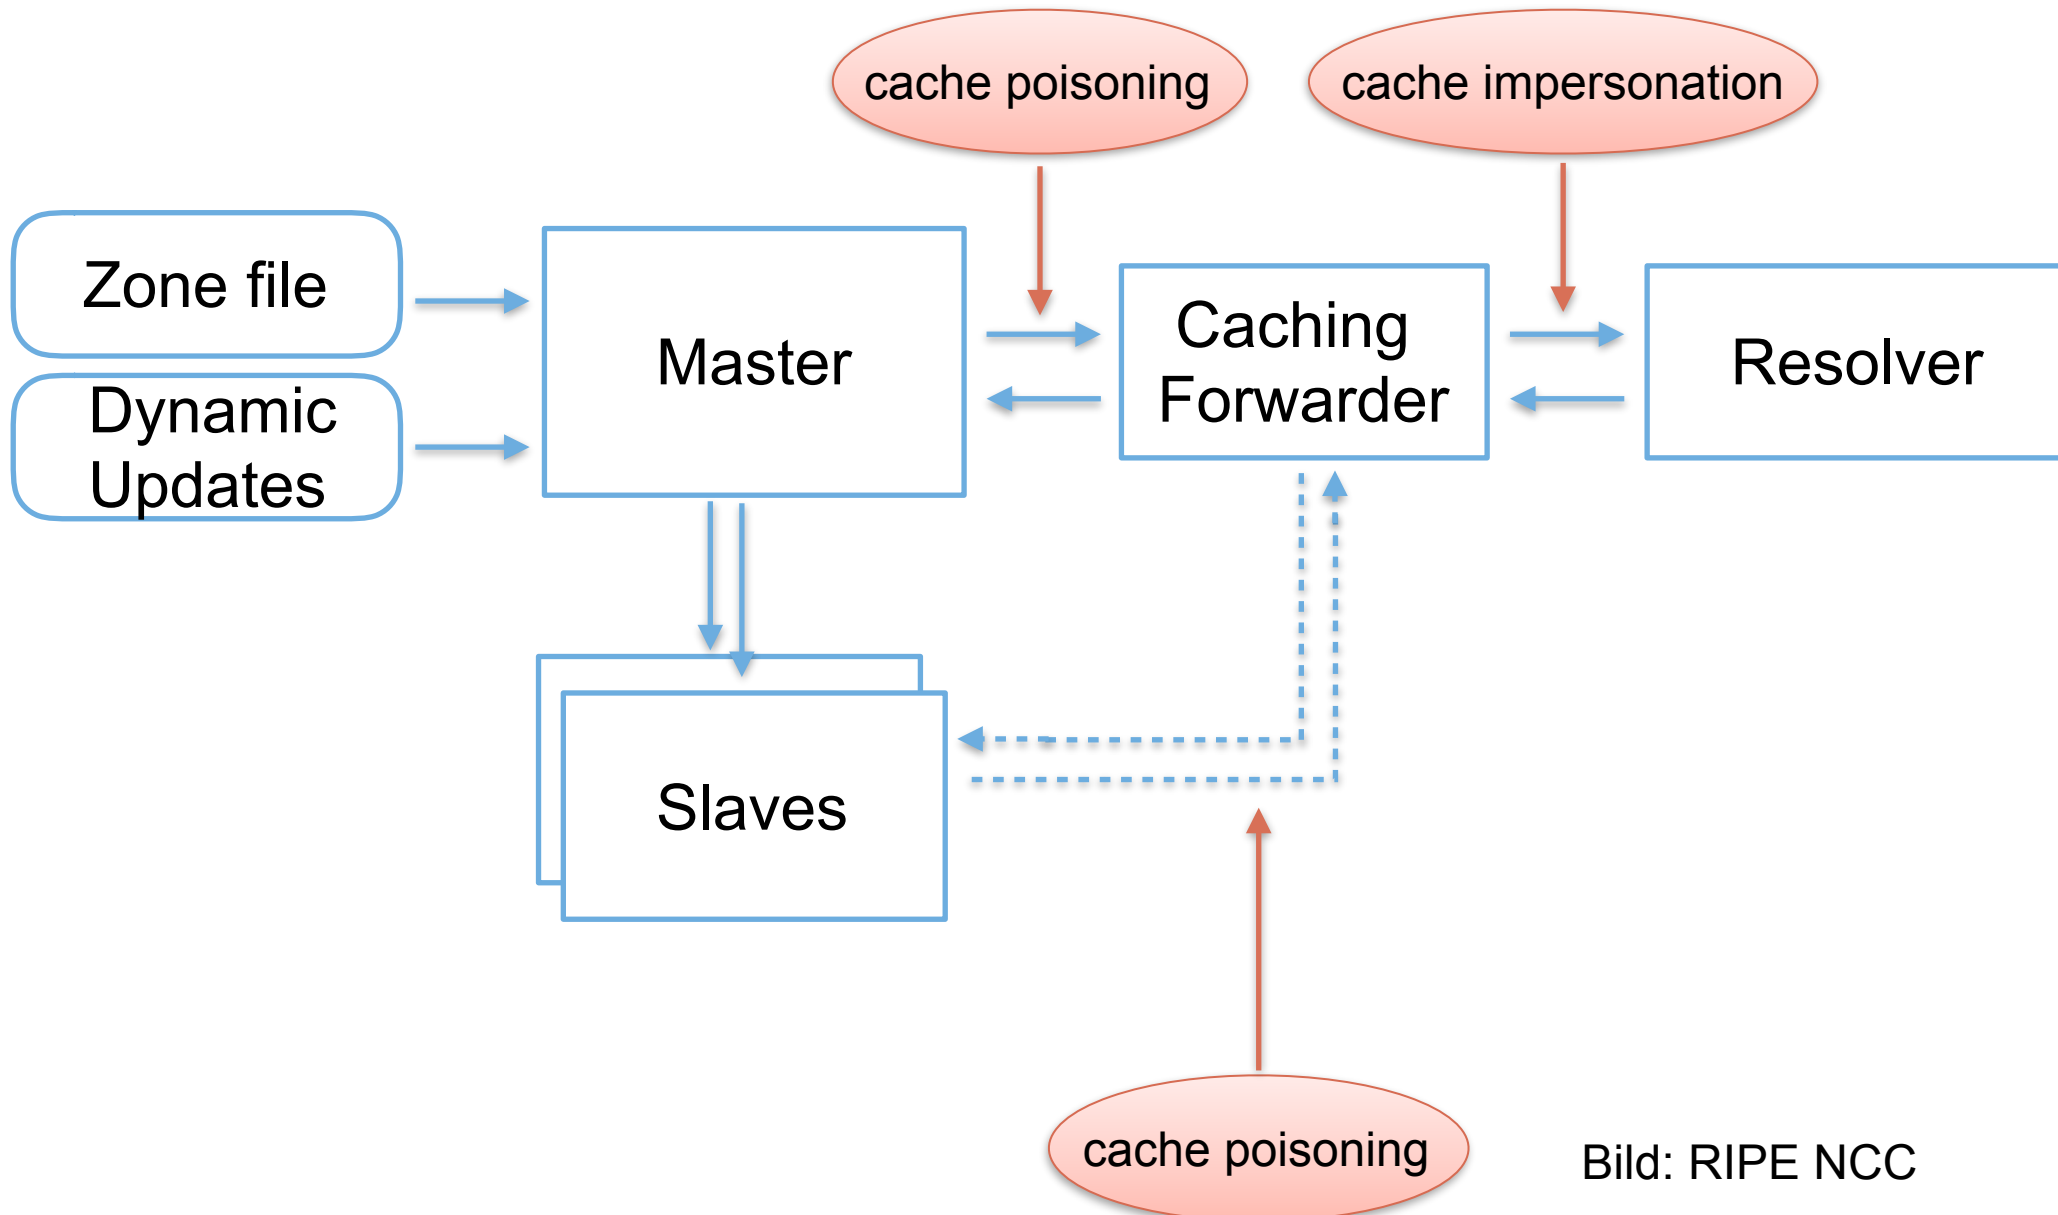 cache poisoning
cache impersonation
Zone file
Master
Caching
Forwarder
Resolver
Dynamic
Updates
Slaves
cache poisoning
Bild: RIPE NCC